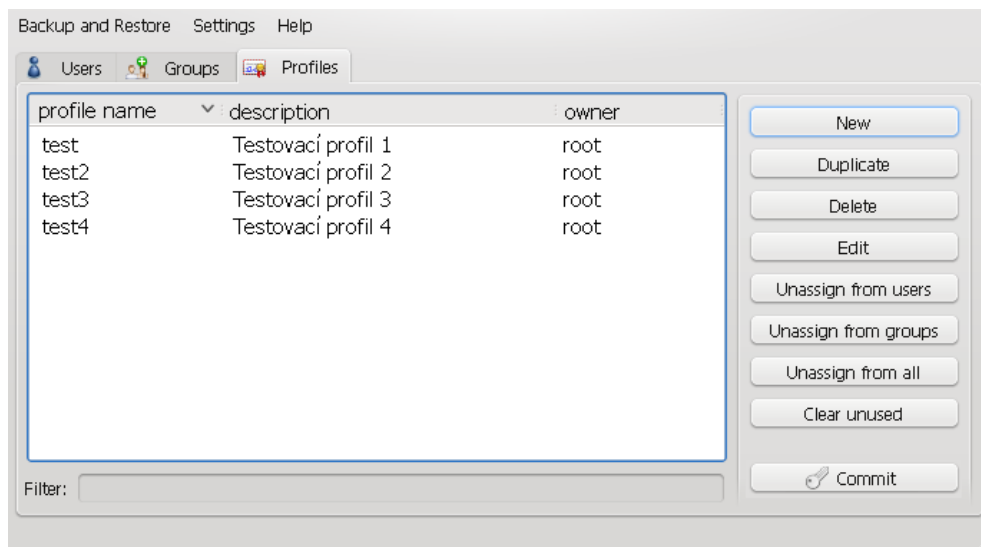 Backup and Restore Settings Help
Users Groups Profiles
profile name description owner
test Testovací profil 1 root
test2 Testovací profil 2 root
test3 Testovací profil 3 root
test4 Testovací profil 4 root
New
Duplicate
Delete
Edit
Unassign from users
Unassign from groups
Unassign from all
Clear unused
Commit
Filter: